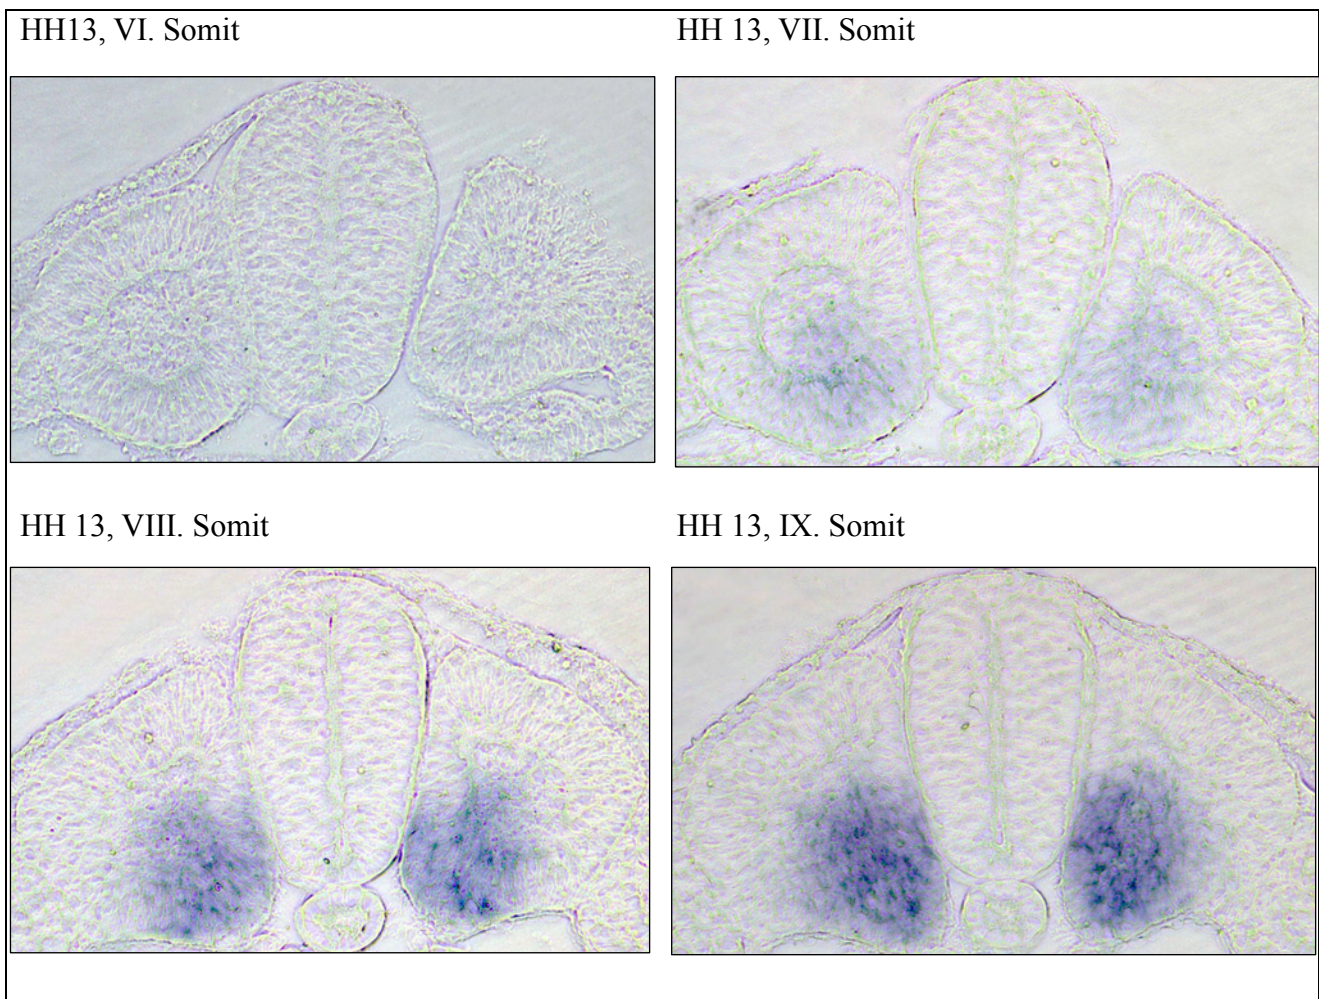 HH13, VI. Somit
HH 13, VII. Somit
HH 13, VIII. Somit
HH 13, IX. Somit